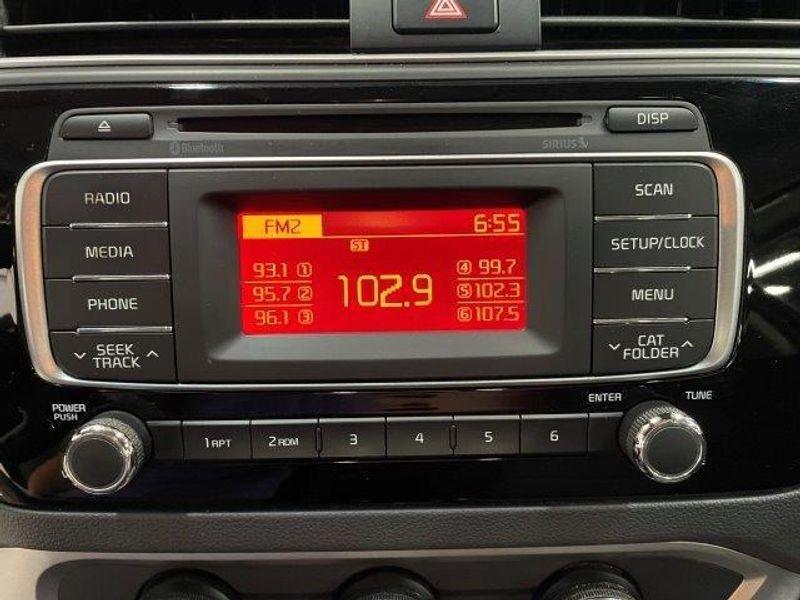 DISP
Bluetooth
SIRIUS
RADIO
MEDIA
PHONE
SEEK
TRACK
FM2 6:55
ST
93.1 1
95.7 2
96.1 3
102.9
4 99.7
5 102.3
6 107.5
SCAN
SETUP/CLOCK
MENU
CAT
FOLDER
POWER
PUSH
ENTER
TUNE
1 RPT 2 RDM 3 4 5 6